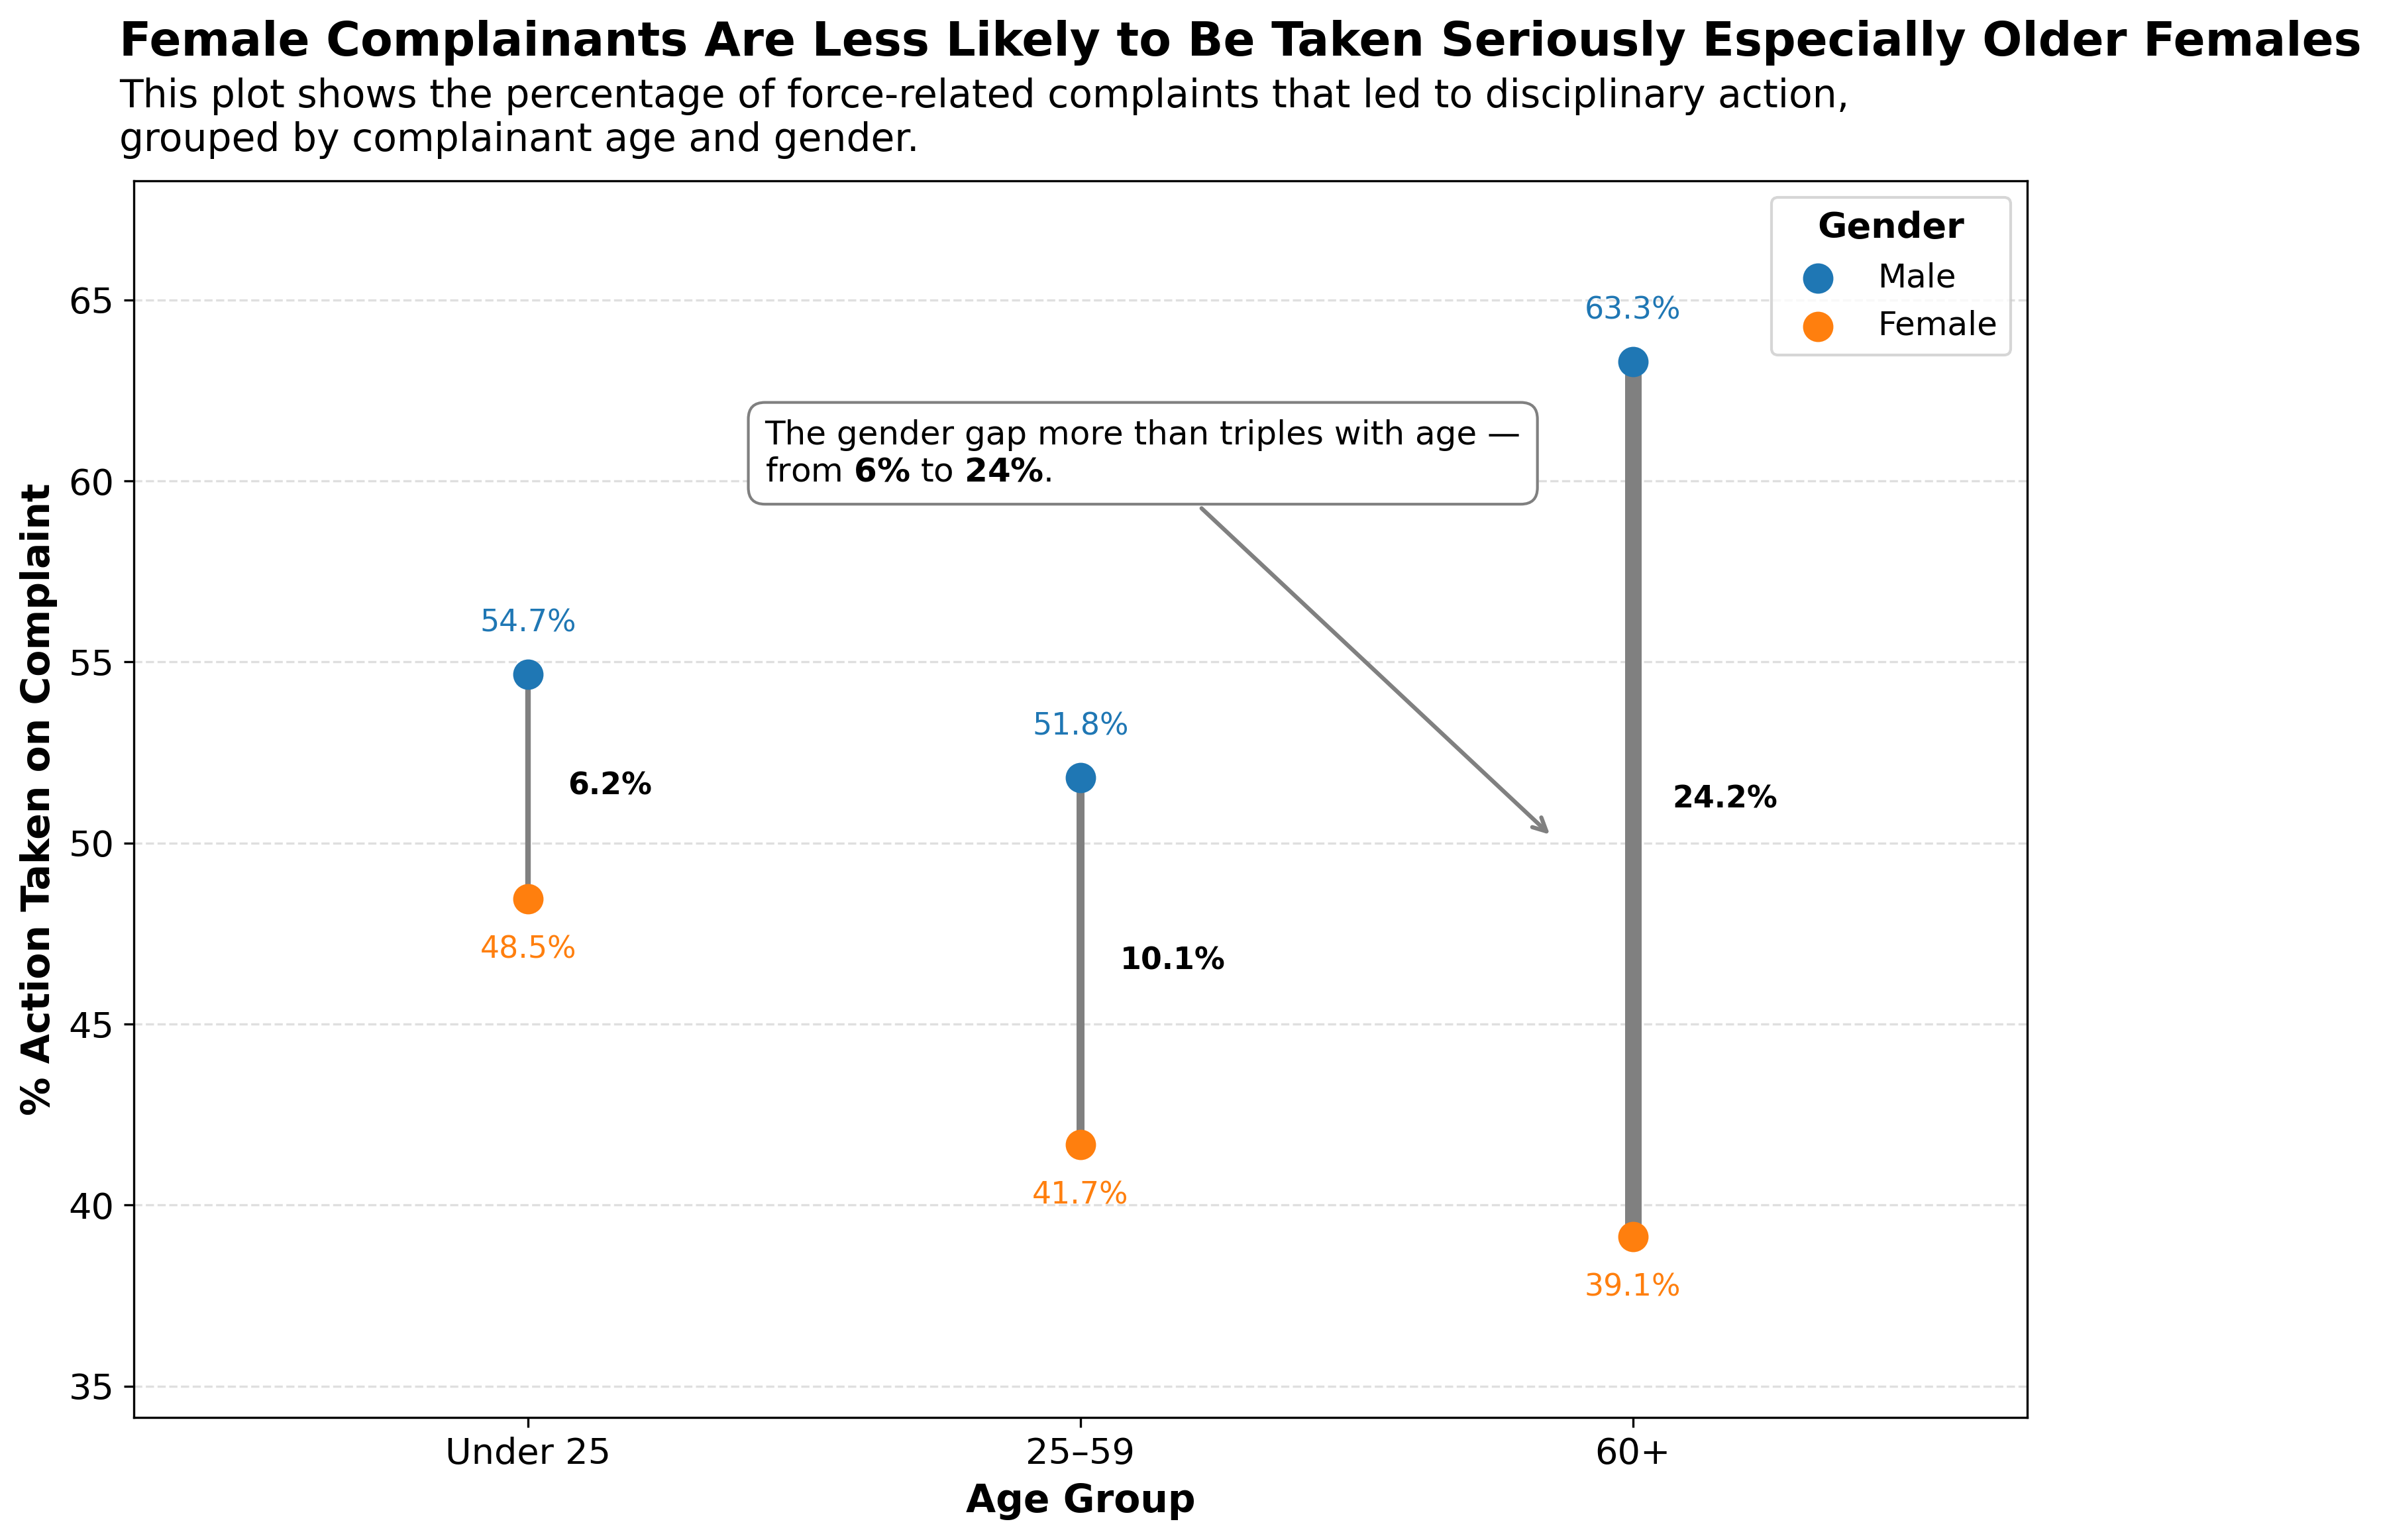 Female Complainants Are Less Likely to Be Taken Seriously Especially Older Females
This plot shows the percentage of force-related complaints that led to disciplinary action,
grouped by complainant age and gender.
Gender
Male
Female
65
60
55
50
45
40
35
% Action Taken on Complaint
63.3%
The gender gap more than triples with age —
from 6% to 24%.
54.7%
51.8%
6.2%
24.2%
48.5%
10.1%
41.7%
39.1%
Under 25
25–59
60+
Age Group